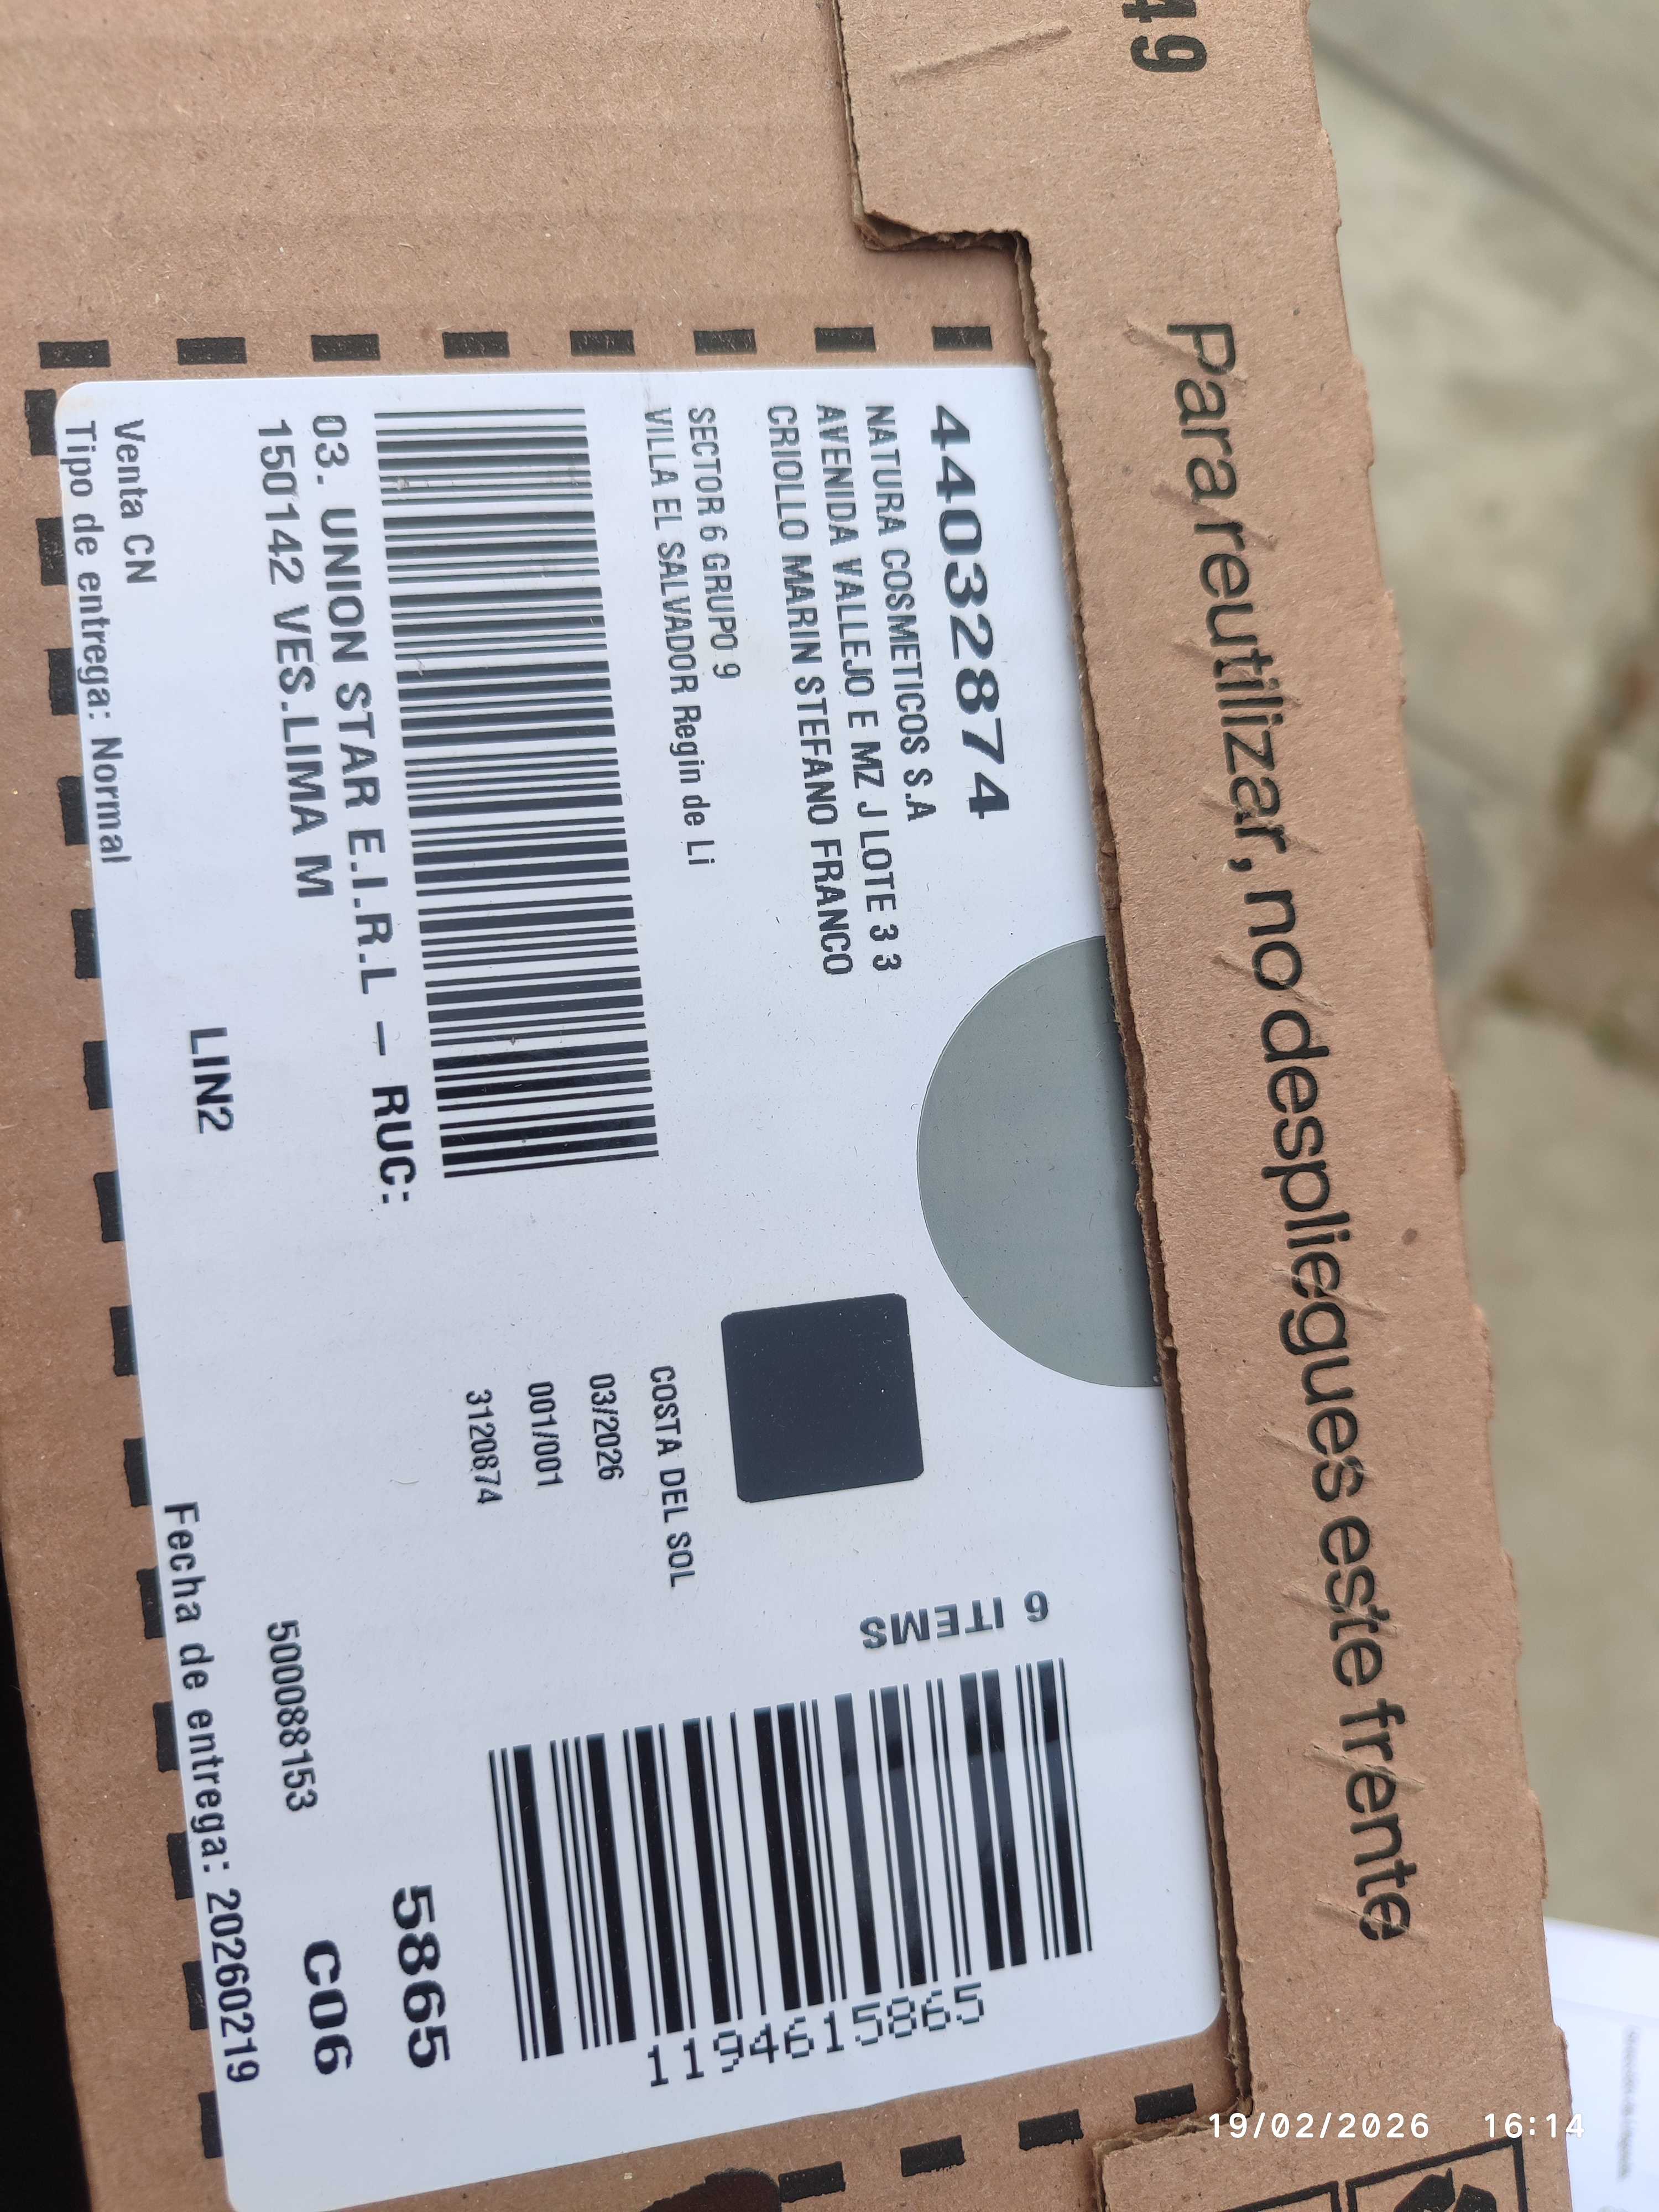 49
Para reutilizar, no despliegues este frente
44032874
NATURA COSMETICOS S.A
AVENIDA VALLEJO E MZ J LOTE 3 3
CRIOLLO MARIN STEFANO FRANCO
SECTOR 6 GRUPO 9
VILLA EL SALVADOR Regin de Li
03. UNION STAR E.I.R.L – RUC:
150142 VES.LIMA M
LIN2
Venta CN
Tipo de entrega: Normal
6 ITEMS
COSTA DEL SOL
03/2026
001/001
3120874
1194615865
5865
500088153
C06
Fecha de entrega: 20260219
19/02/2026 16:14